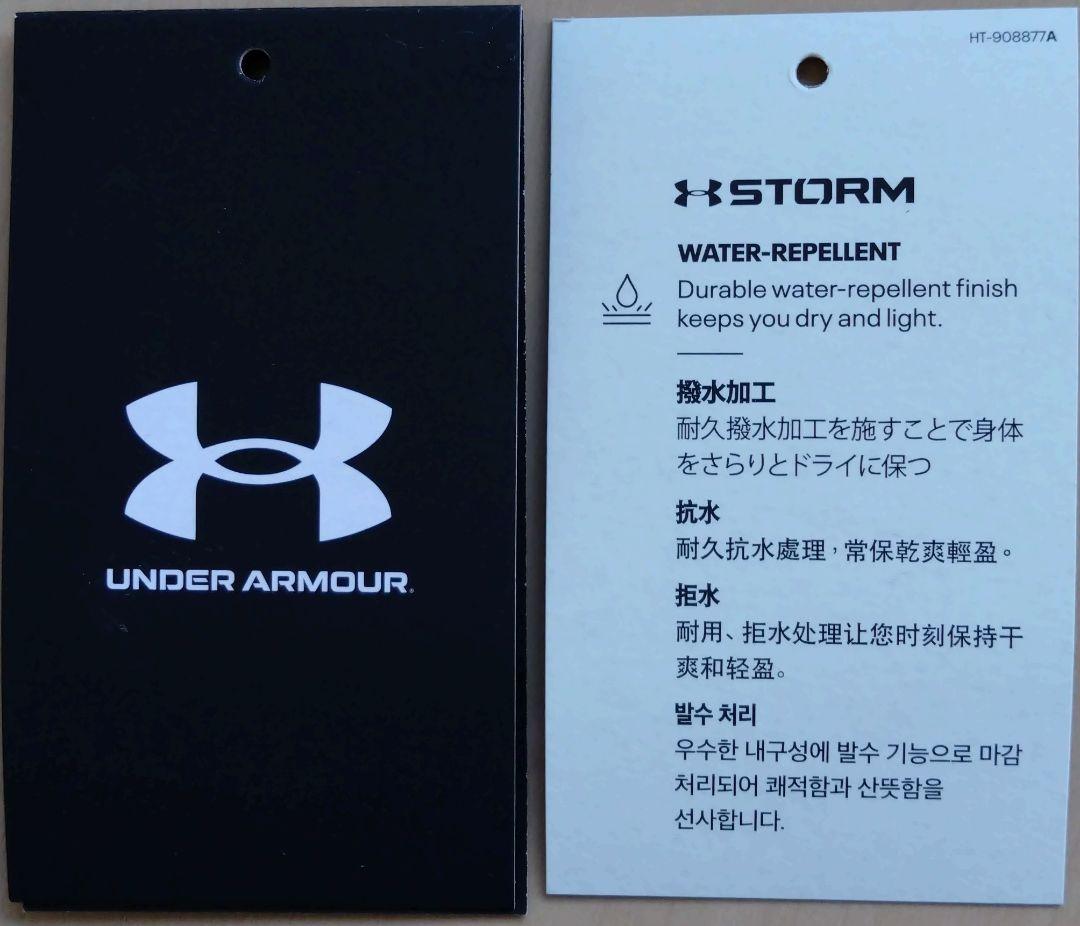 UNDER ARMOUR®
HT-908877A
STORM
WATER-REPELLENT
Durable water-repellent finish
keeps you dry and light.
撥水加工
耐久撥水加工を施すことで身体
をさらりとドライに保つ
抗水
耐久抗水處理，常保乾爽輕盈。
拒水
耐用、拒水处理让您时刻保持干
爽和轻盈。
발수 처리
우수한 내구성에 발수 기능으로 마감
처리되어 쾌적함과 산뜻함을
선사합니다.